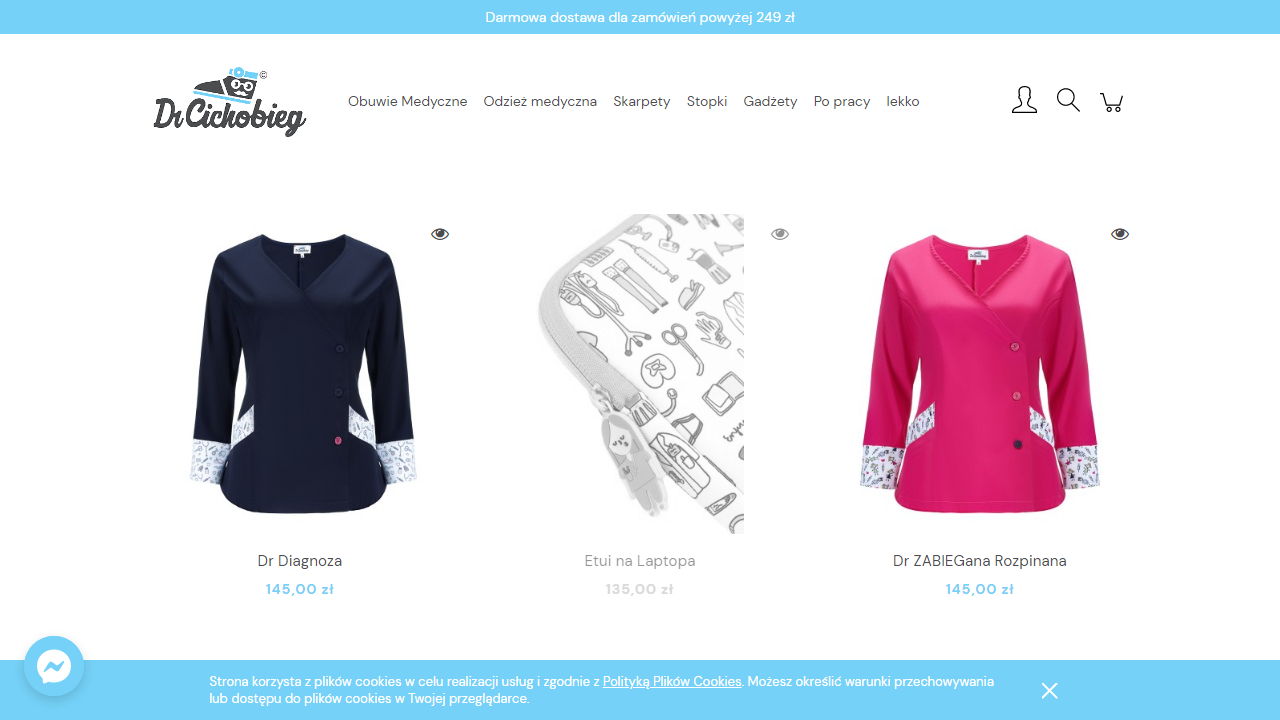 Darmowa dostawa dla zamówień powyżej 249 zł
Dr Cichobieg ©
Obuwie Medyczne Odzież medyczna Skarpety Stopki Gadżety Po pracy lekko
Dr Diagnoza
145,00 zł
Etui na Laptopa
135,00 zł
Dr ZABIEGana Rozpinana
145,00 zł
Strona korzysta z plików cookies w celu realizacji usług i zgodnie z Polityką Plików Cookies. Możesz określić warunki przechowywania
lub dostępu do plików cookies w Twojej przeglądarce.